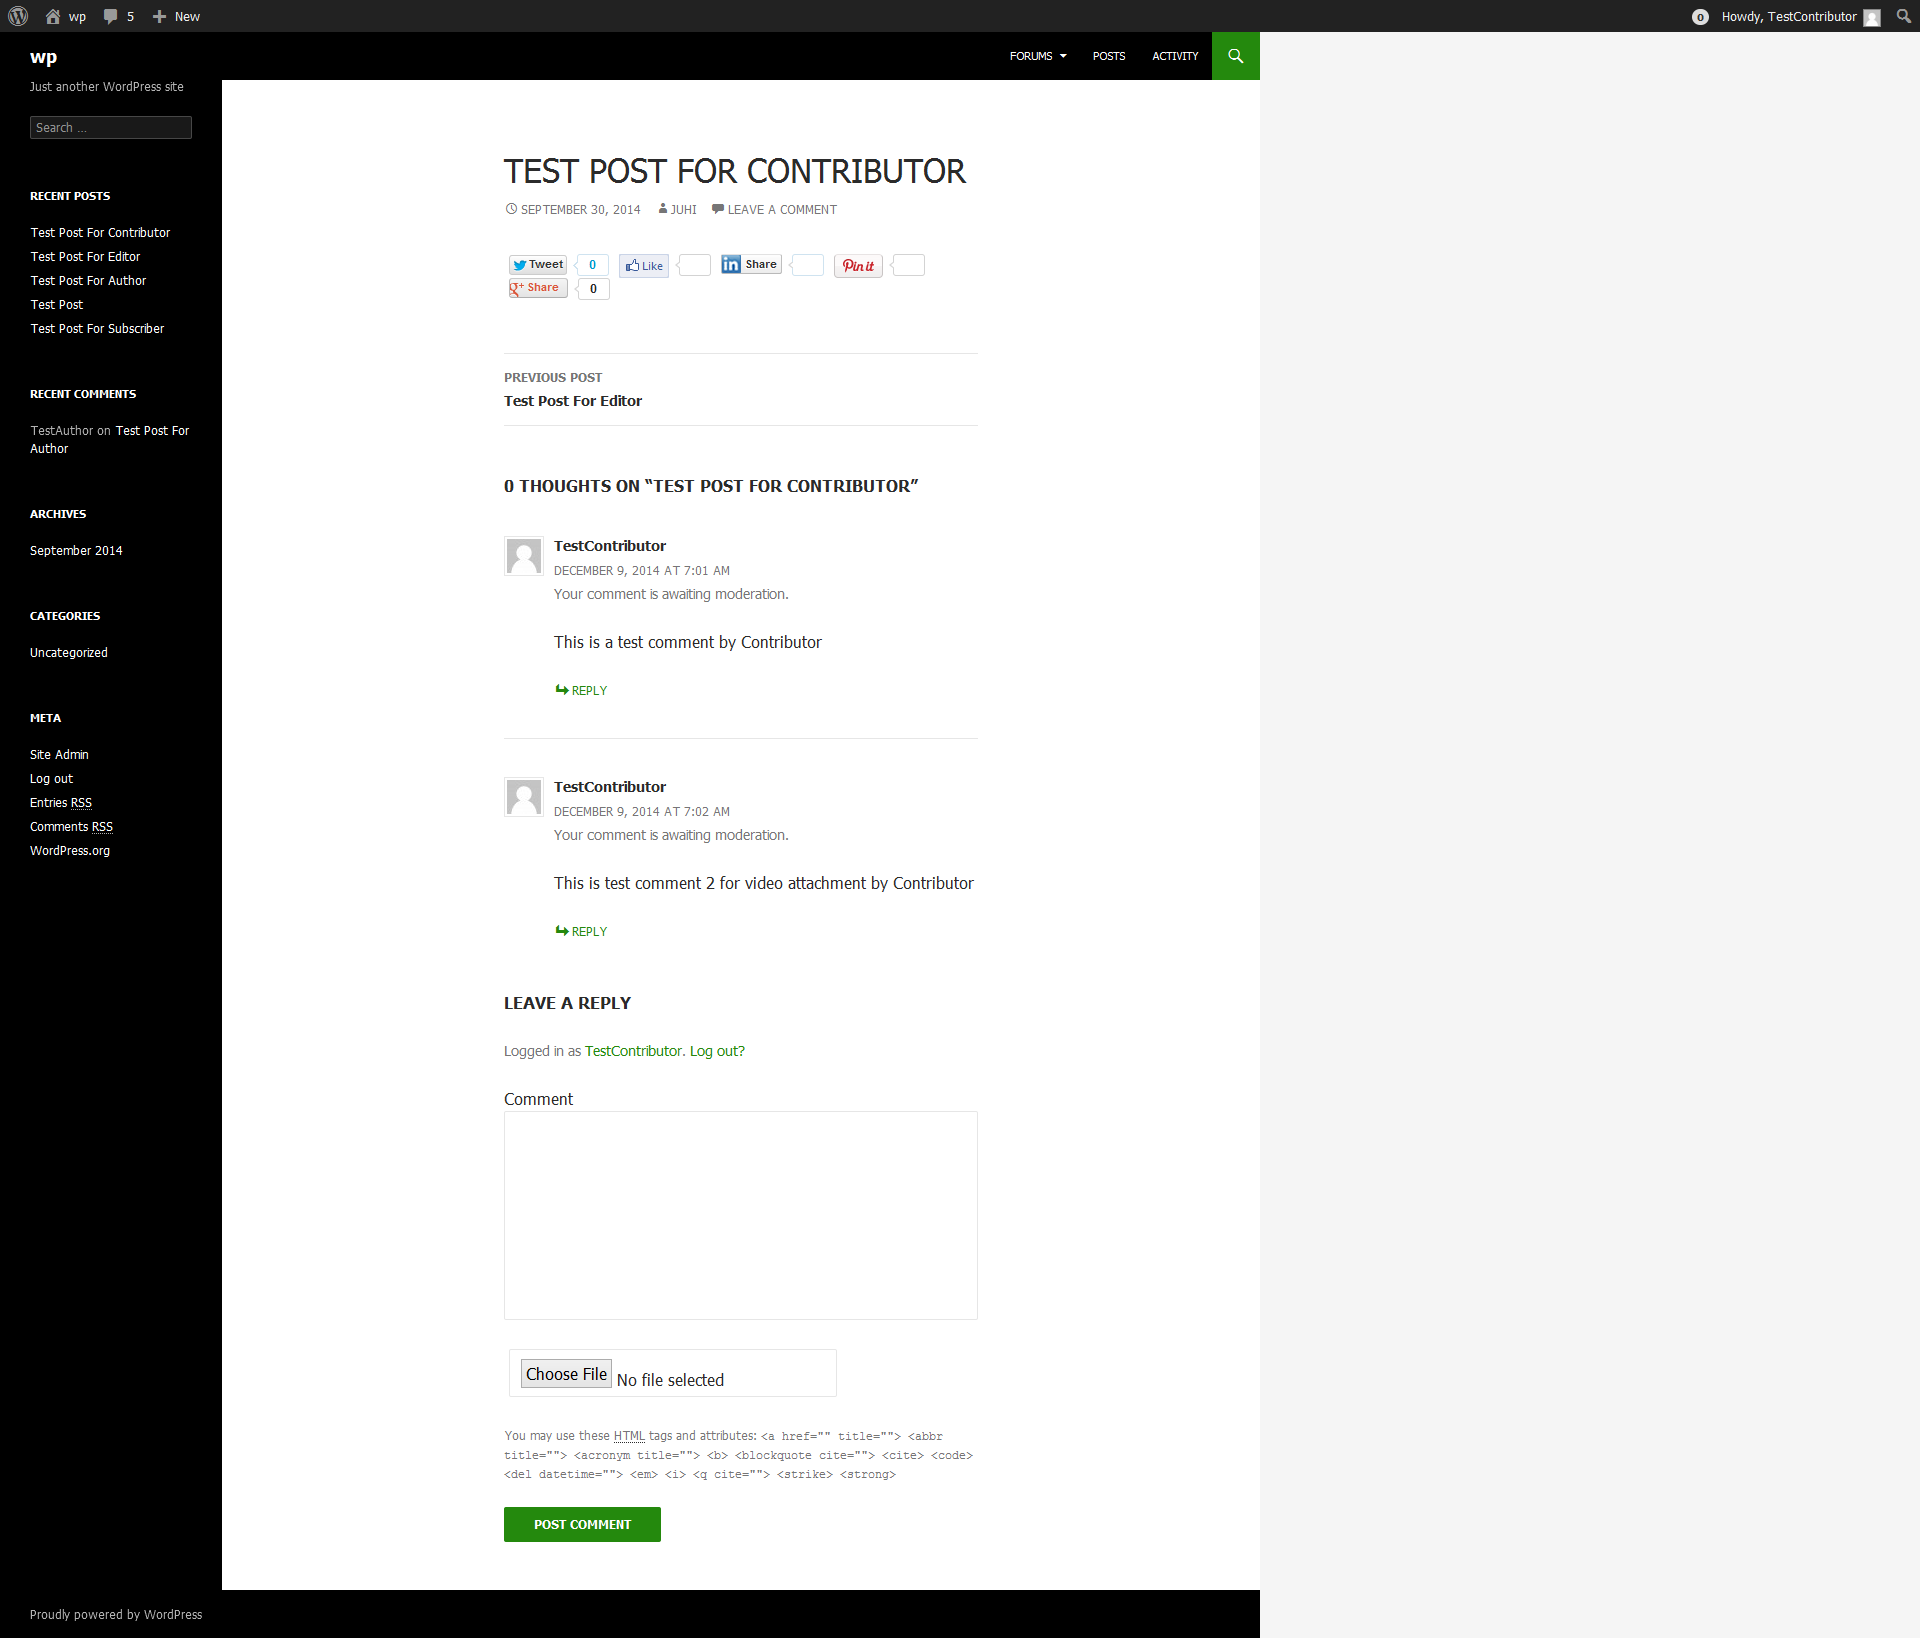 wp 5 New 0 Howdy, TestContributor
wp
FORUMS POSTS ACTIVITY
Just another WordPress site
Search ...
RECENT POSTS
Test Post For Contributor
Test Post For Editor
Test Post For Author
Test Post
Test Post For Subscriber
RECENT COMMENTS
TestAuthor on Test Post For
Author
ARCHIVES
September 2014
CATEGORIES
Uncategorized
META
Site Admin
Log out
Entries RSS
Comments RSS
WordPress.org
TEST POST FOR CONTRIBUTOR
SEPTEMBER 30, 2014 JUHI LEAVE A COMMENT
Tweet 0 Like in Share Pin it
g+ Share 0
PREVIOUS POST
Test Post For Editor
0 THOUGHTS ON “TEST POST FOR CONTRIBUTOR”
TestContributor
DECEMBER 9, 2014 AT 7:01 AM
Your comment is awaiting moderation.
This is a test comment by Contributor
REPLY
TestContributor
DECEMBER 9, 2014 AT 7:02 AM
Your comment is awaiting moderation.
This is test comment 2 for video attachment by Contributor
REPLY
LEAVE A REPLY
Logged in as TestContributor. Log out?
Comment
Choose File No file selected
You may use these HTML tags and attributes: <a href="" title=""> <abbr
title=""> <acronym title=""> <b> <blockquote cite=""> <cite> <code>
<del datetime=""> <em> <i> <q cite=""> <strike> <strong>
POST COMMENT
Proudly powered by WordPress